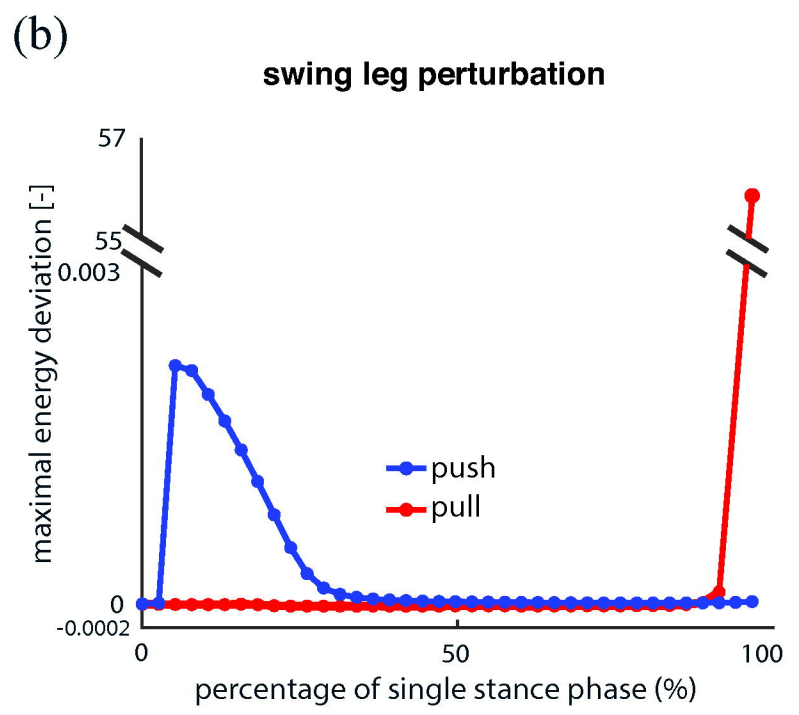 (b)
swing leg perturbation
57
55
0.003
0
-0.0002
maximal energy deviation [-]
push
pull
0
50
100
percentage of single stance phase (%)